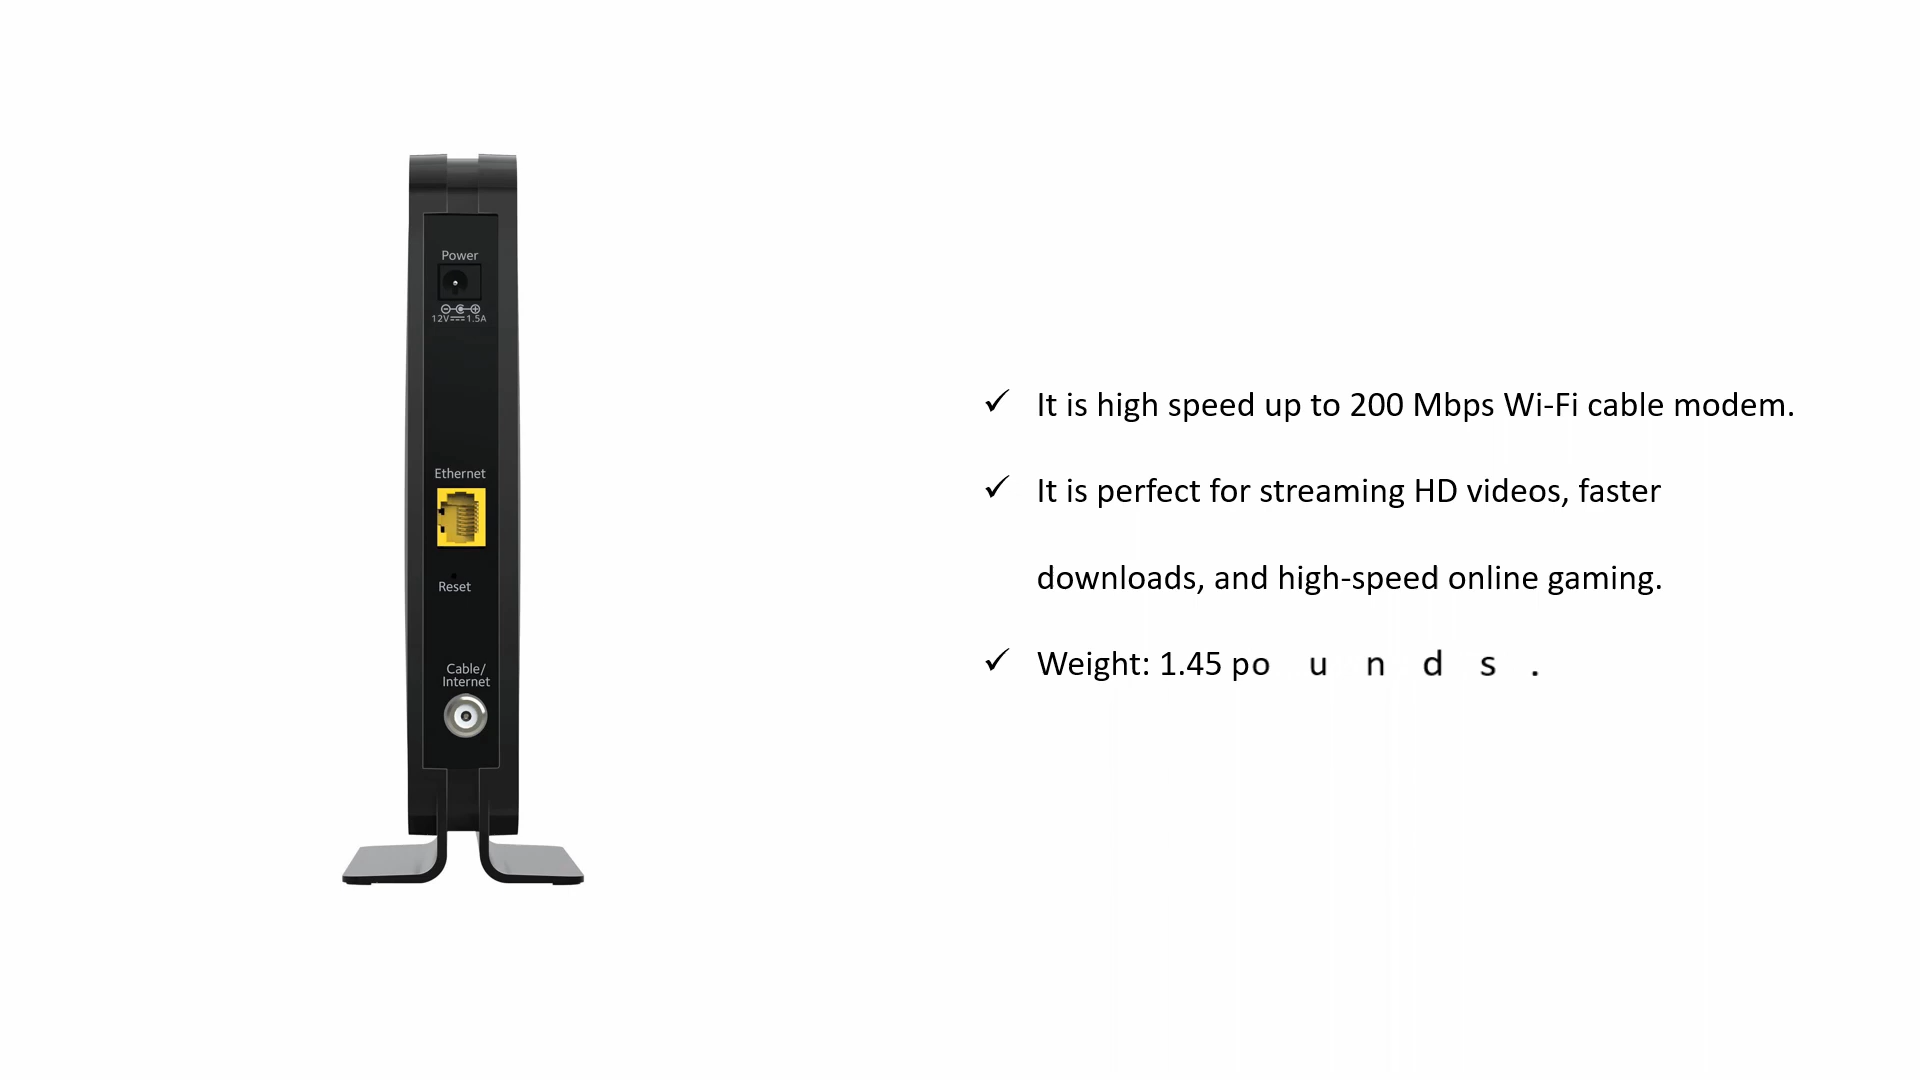 Power
12V 1.5A
Ethernet
Reset
Cable/
Internet
It is high speed up to 200 Mbps Wi-Fi cable modem.
It is perfect for streaming HD videos, faster
downloads, and high-speed online gaming.
Weight: 1.45 pounds.